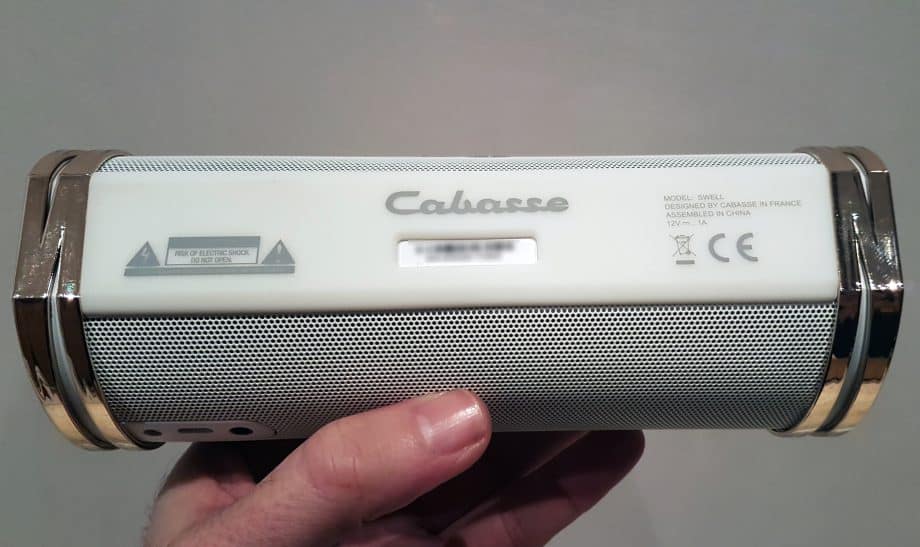 Cabasse
RISK OF ELECTRIC SHOCK.
DO NOT OPEN.
MODEL: SWELL
DESIGNED BY CABASSE IN FRANCE
ASSEMBLED IN CHINA
12V ⎓ 1A
CE